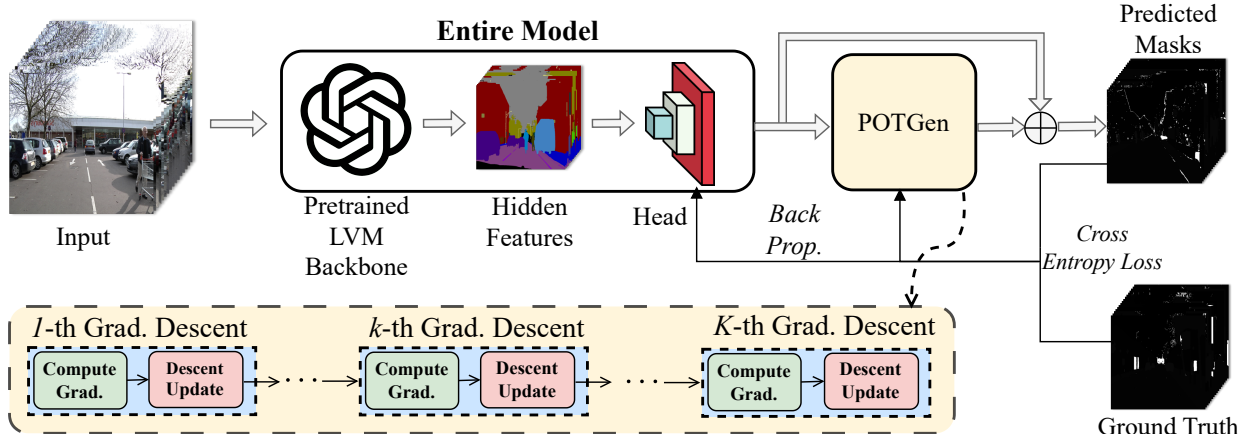 Entire Model
Predicted
Masks
POTGen
Input
Pretrained
LVM
Backbone
Hidden
Features
Head
Back
Prop.
Cross
Entropy Loss
1-th Grad. Descent
k-th Grad. Descent
K-th Grad. Descent
Compute
Grad.
Descent
Update
· · ·
Compute
Grad.
Descent
Update
· · ·
Compute
Grad.
Descent
Update
Ground Truth